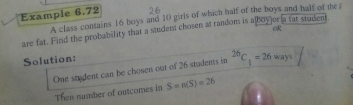 Example 6.72
26
A class contains 16 boys and 10 girls of which half of the boys and half of the
are fat. Find the probability that a student chosen at random is a boy or a fat student.
OR
Solution:
One student can be chosen out of 26 students in ²⁶C₁ = 26 ways
Then number of outcomes in S = n(S) = 26